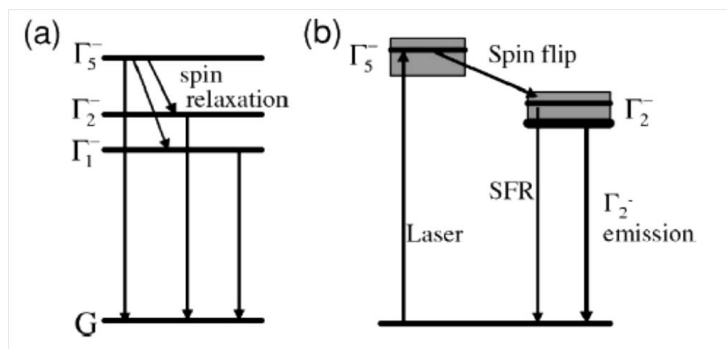 (a)
Γ₅⁻
spin
relaxation
Γ₂⁻
Γ₁⁻
G
(b)
Γ₅⁻
Spin flip
Γ₂⁻
SFR
Γ₂-
emission
Laser